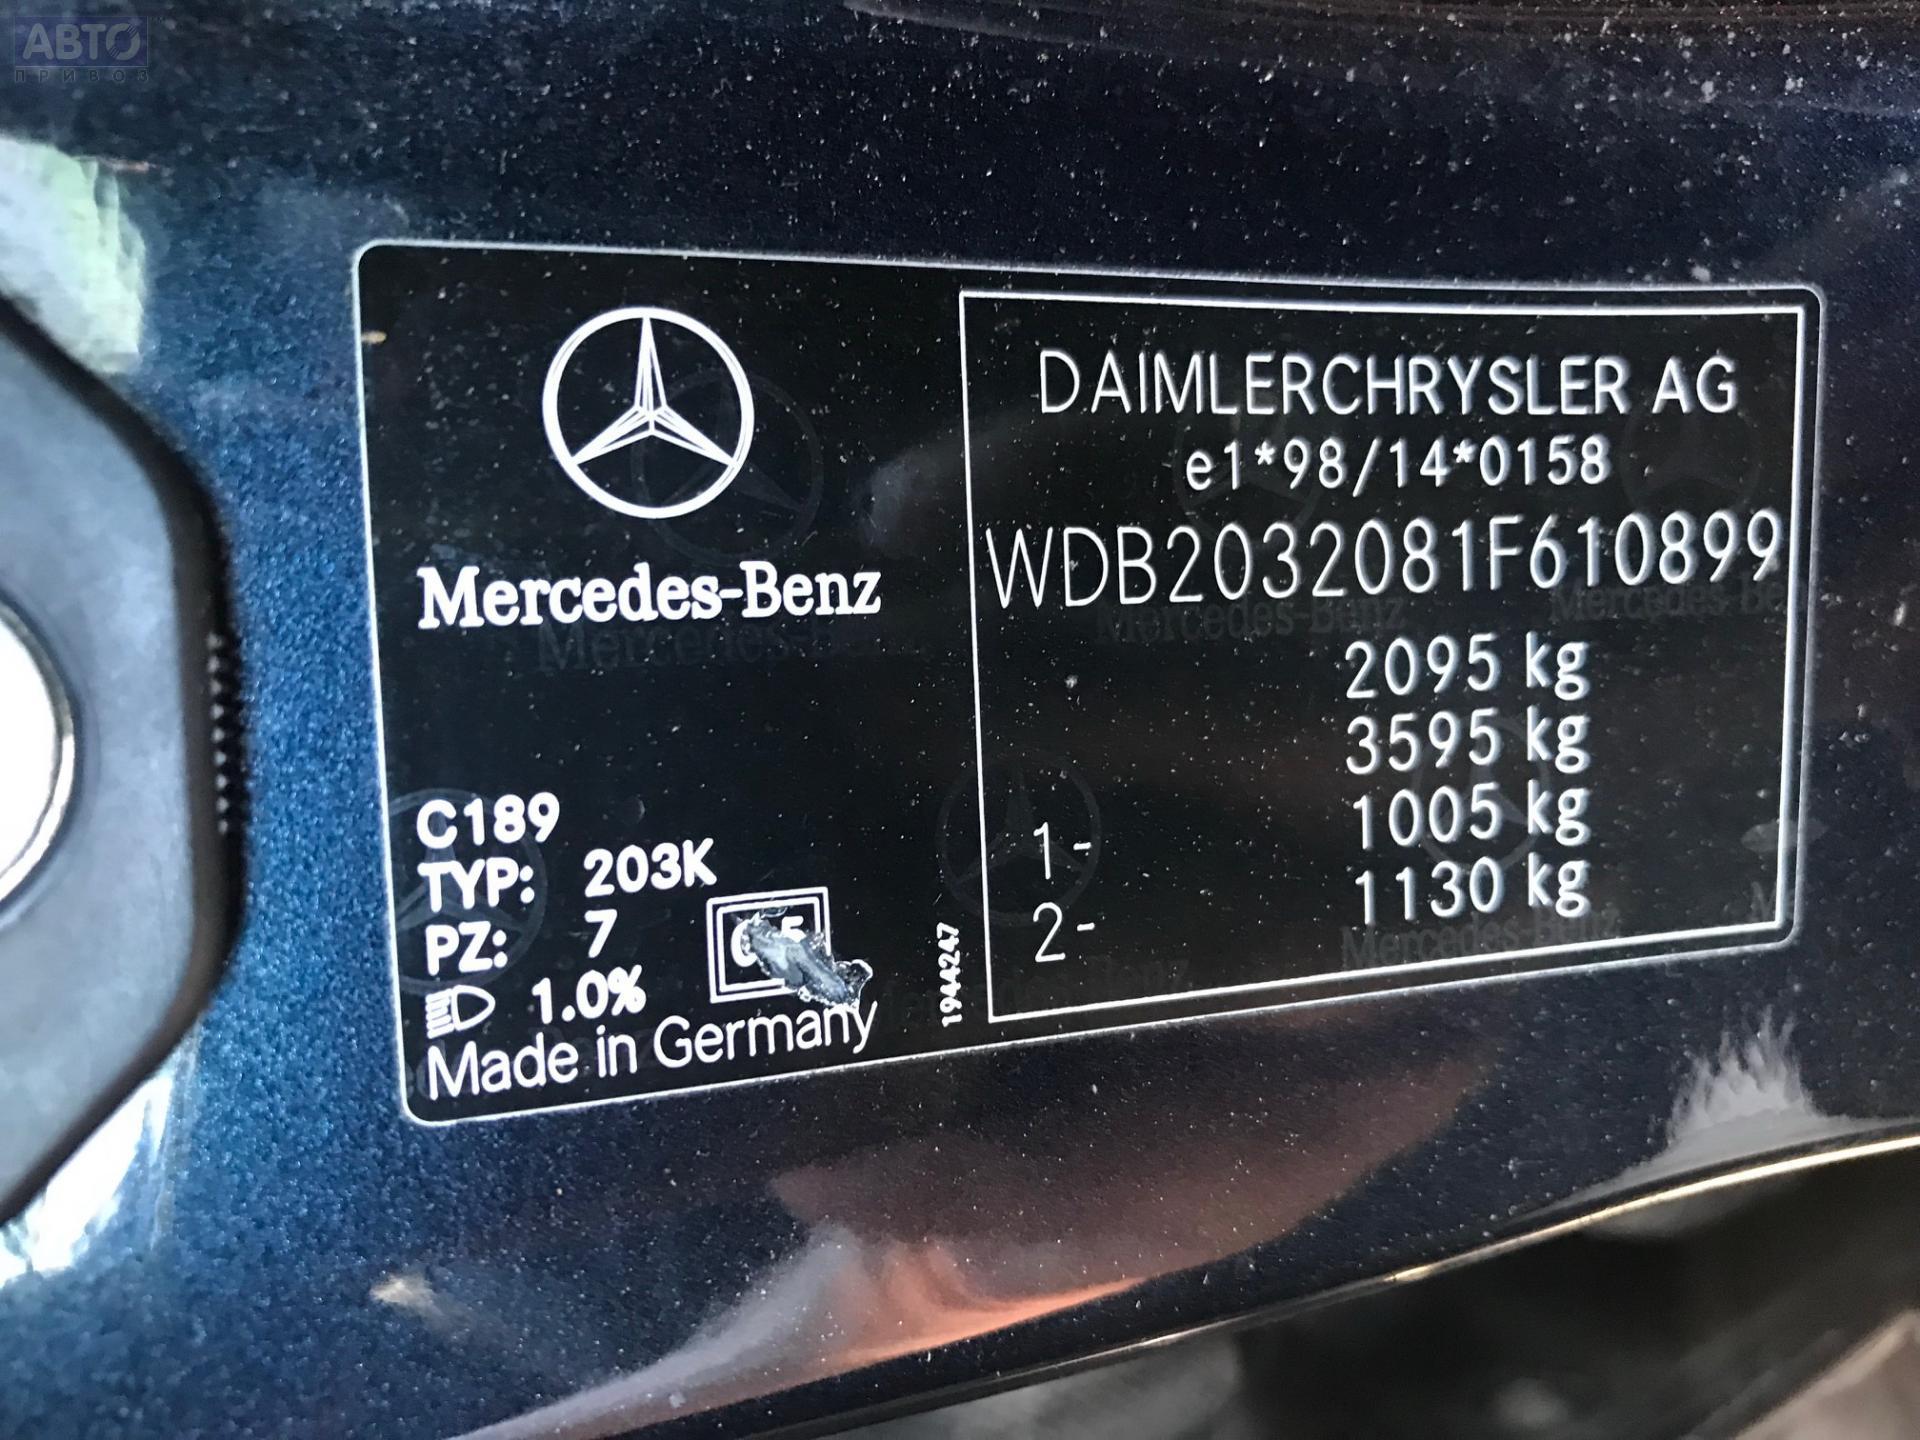 АВТО
ПРИВОЗ
Mercedes-Benz
C189
TYP: 203K
PZ: 7
1.0%
Made in Germany
1944247
DAIMLERCHRYSLER AG
e1*98/14*0158
WDB2032081F610899
2095 kg
3595 kg
1- 1005 kg
2- 1130 kg